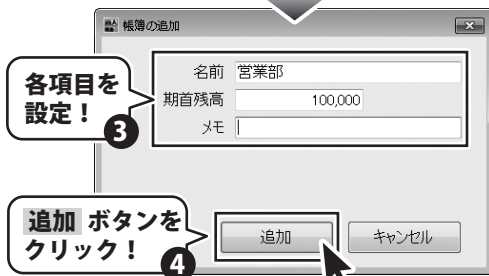 帳簿の追加
各項目を
設定！
❸
名前 営業部
期首残高 100,000
メモ
追加 ボタンを
クリック！
❹
追加 キャンセル